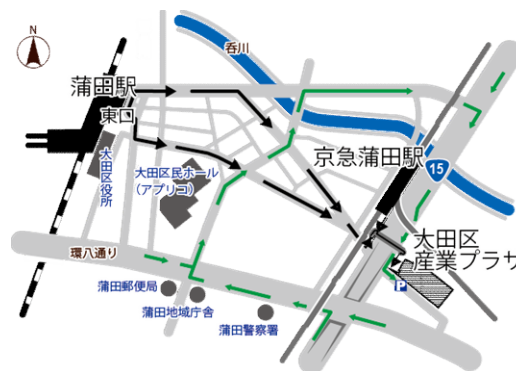 N
呑川
蒲田駅
東口
大田区役所
大田区民ホール
(アプリコ)
京急蒲田駅
15
大田区
産業プラザ
環八通り
P
蒲田郵便局
蒲田地域庁舎
蒲田警察署